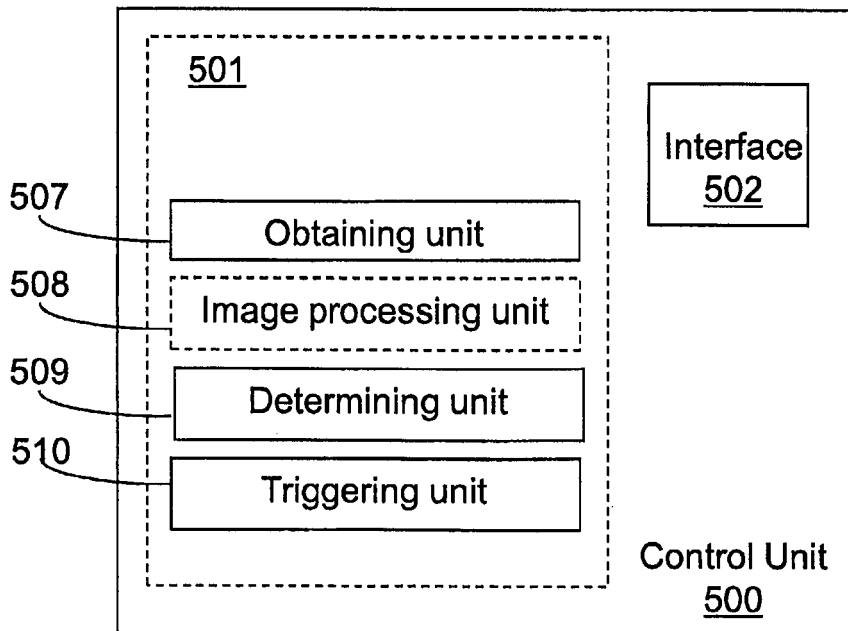 501
Interface
502
507
Obtaining unit
508
Image processing unit
509
Determining unit
510
Triggering unit
Control Unit
500